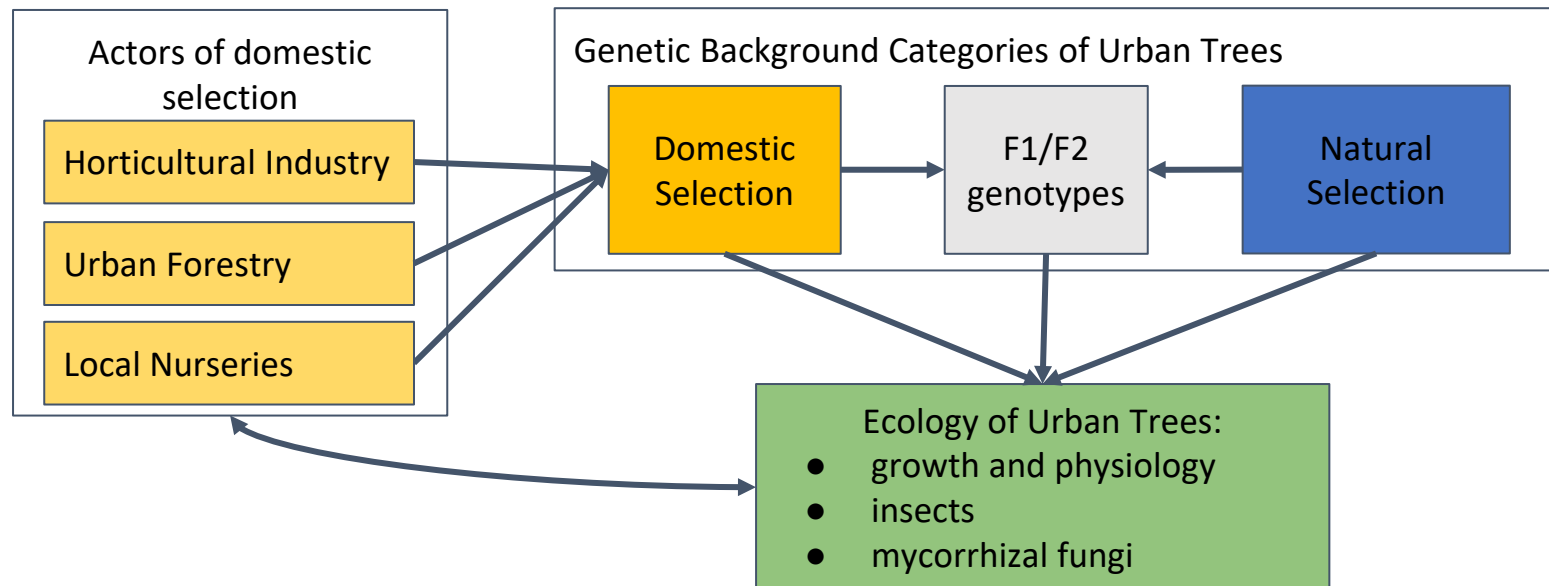 Actors of domestic
selection
Horticultural Industry
Urban Forestry
Local Nurseries
Genetic Background Categories of Urban Trees
Domestic
Selection
F1/F2
genotypes
Natural
Selection
Ecology of Urban Trees:
● growth and physiology
● insects
● mycorrhizal fungi